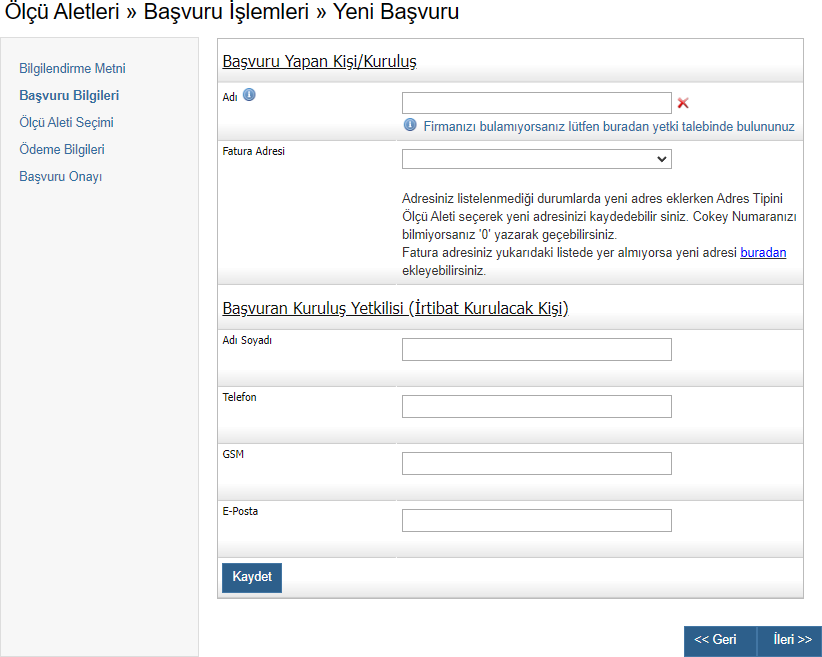 Ölçü Aletleri » Başvuru İşlemleri » Yeni Başvuru
Bilgilendirme Metni
Başvuru Bilgileri
Ölçü Aleti Seçimi
Ödeme Bilgileri
Başvuru Onayı
Başvuru Yapan Kişi/Kuruluş
Adı
Firmanızı bulamıyorsanız lütfen buradan yetki talebinde bulununuz
Fatura Adresi
Adresiniz listelenmediği durumlarda yeni adres eklerken Adres Tipini
Ölçü Aleti seçerek yeni adresinizi kaydedebilir siniz. Cokey Numaranızı
bilmiyorsanız '0' yazarak geçebilirsiniz.
Fatura adresiniz yukarıdaki listede yer almıyorsa yeni adresi buradan
ekleyebilirsiniz.
Başvuran Kuruluş Yetkilisi (İrtibat Kurulacak Kişi)
Adı Soyadı
Telefon
GSM
E-Posta
Kaydet
<< Geri
İleri >>